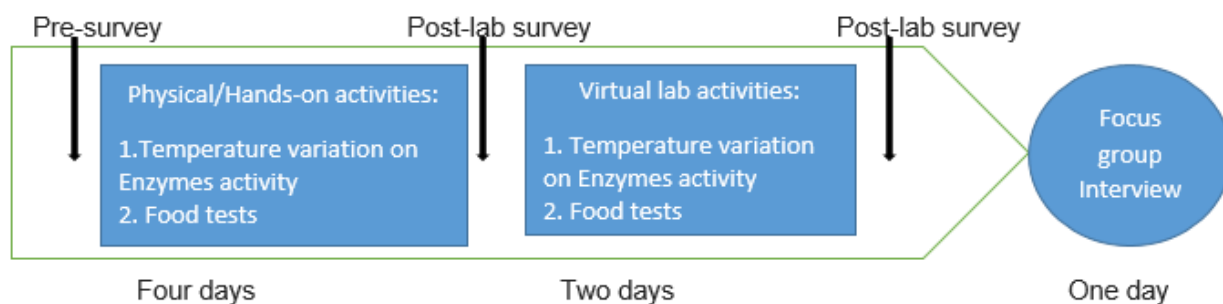 Pre-survey
Post-lab survey
Post-lab survey
Physical/Hands-on activities:
1.Temperature variation on
Enzymes activity
2. Food tests
Virtual lab activities:
1. Temperature variation
on Enzymes activity
2. Food tests
Focus
group
Interview
Four days
Two days
One day